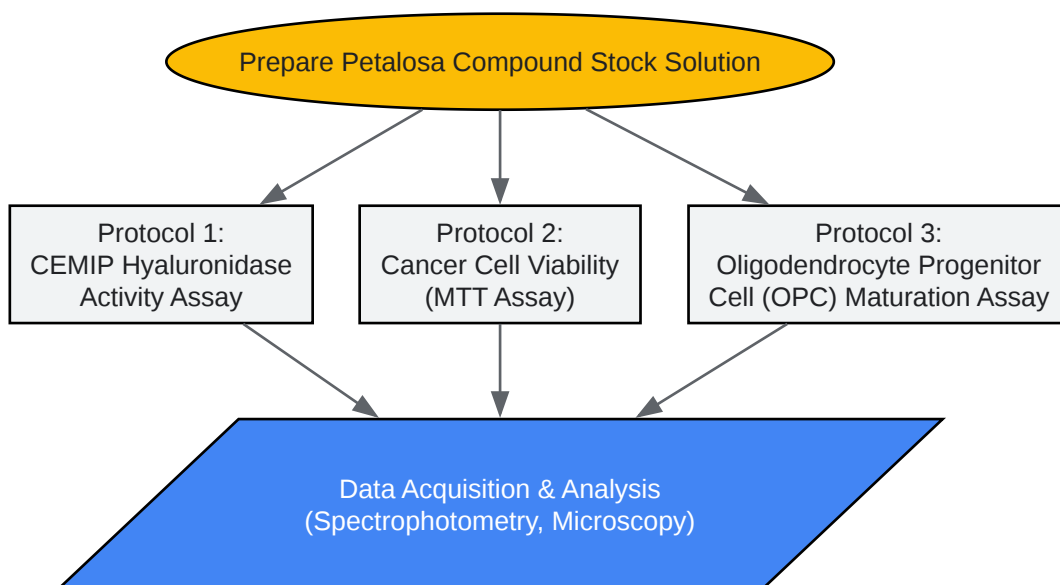 Prepare Petalosa Compound Stock Solution
Protocol 1:
CEMIP Hyaluronidase
Activity Assay
Protocol 2:
Cancer Cell Viability
(MTT Assay)
Protocol 3:
Oligodendrocyte Progenitor
Cell (OPC) Maturation Assay
Data Acquisition & Analysis
(Spectrophotometry, Microscopy)